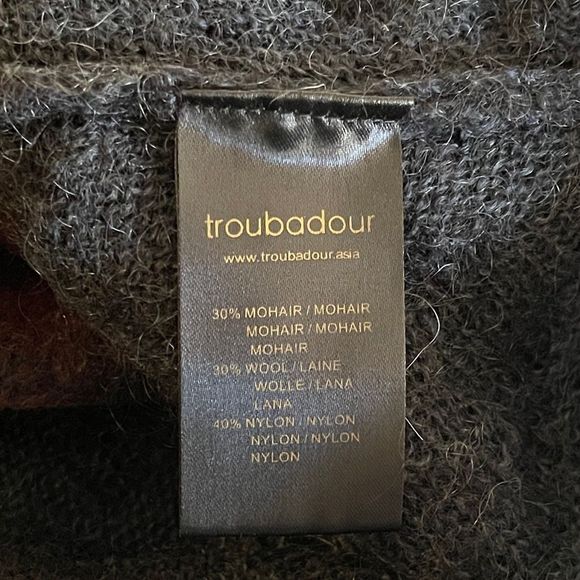 troubadour
www.troubadour.asia
30% MOHAIR / MOHAIR
MOHAIR / MOHAIR
MOHAIR
30% WOOL / LAINE
WOLLE / LANA
LANA
40% NYLON / NYLON
NYLON / NYLON
NYLON